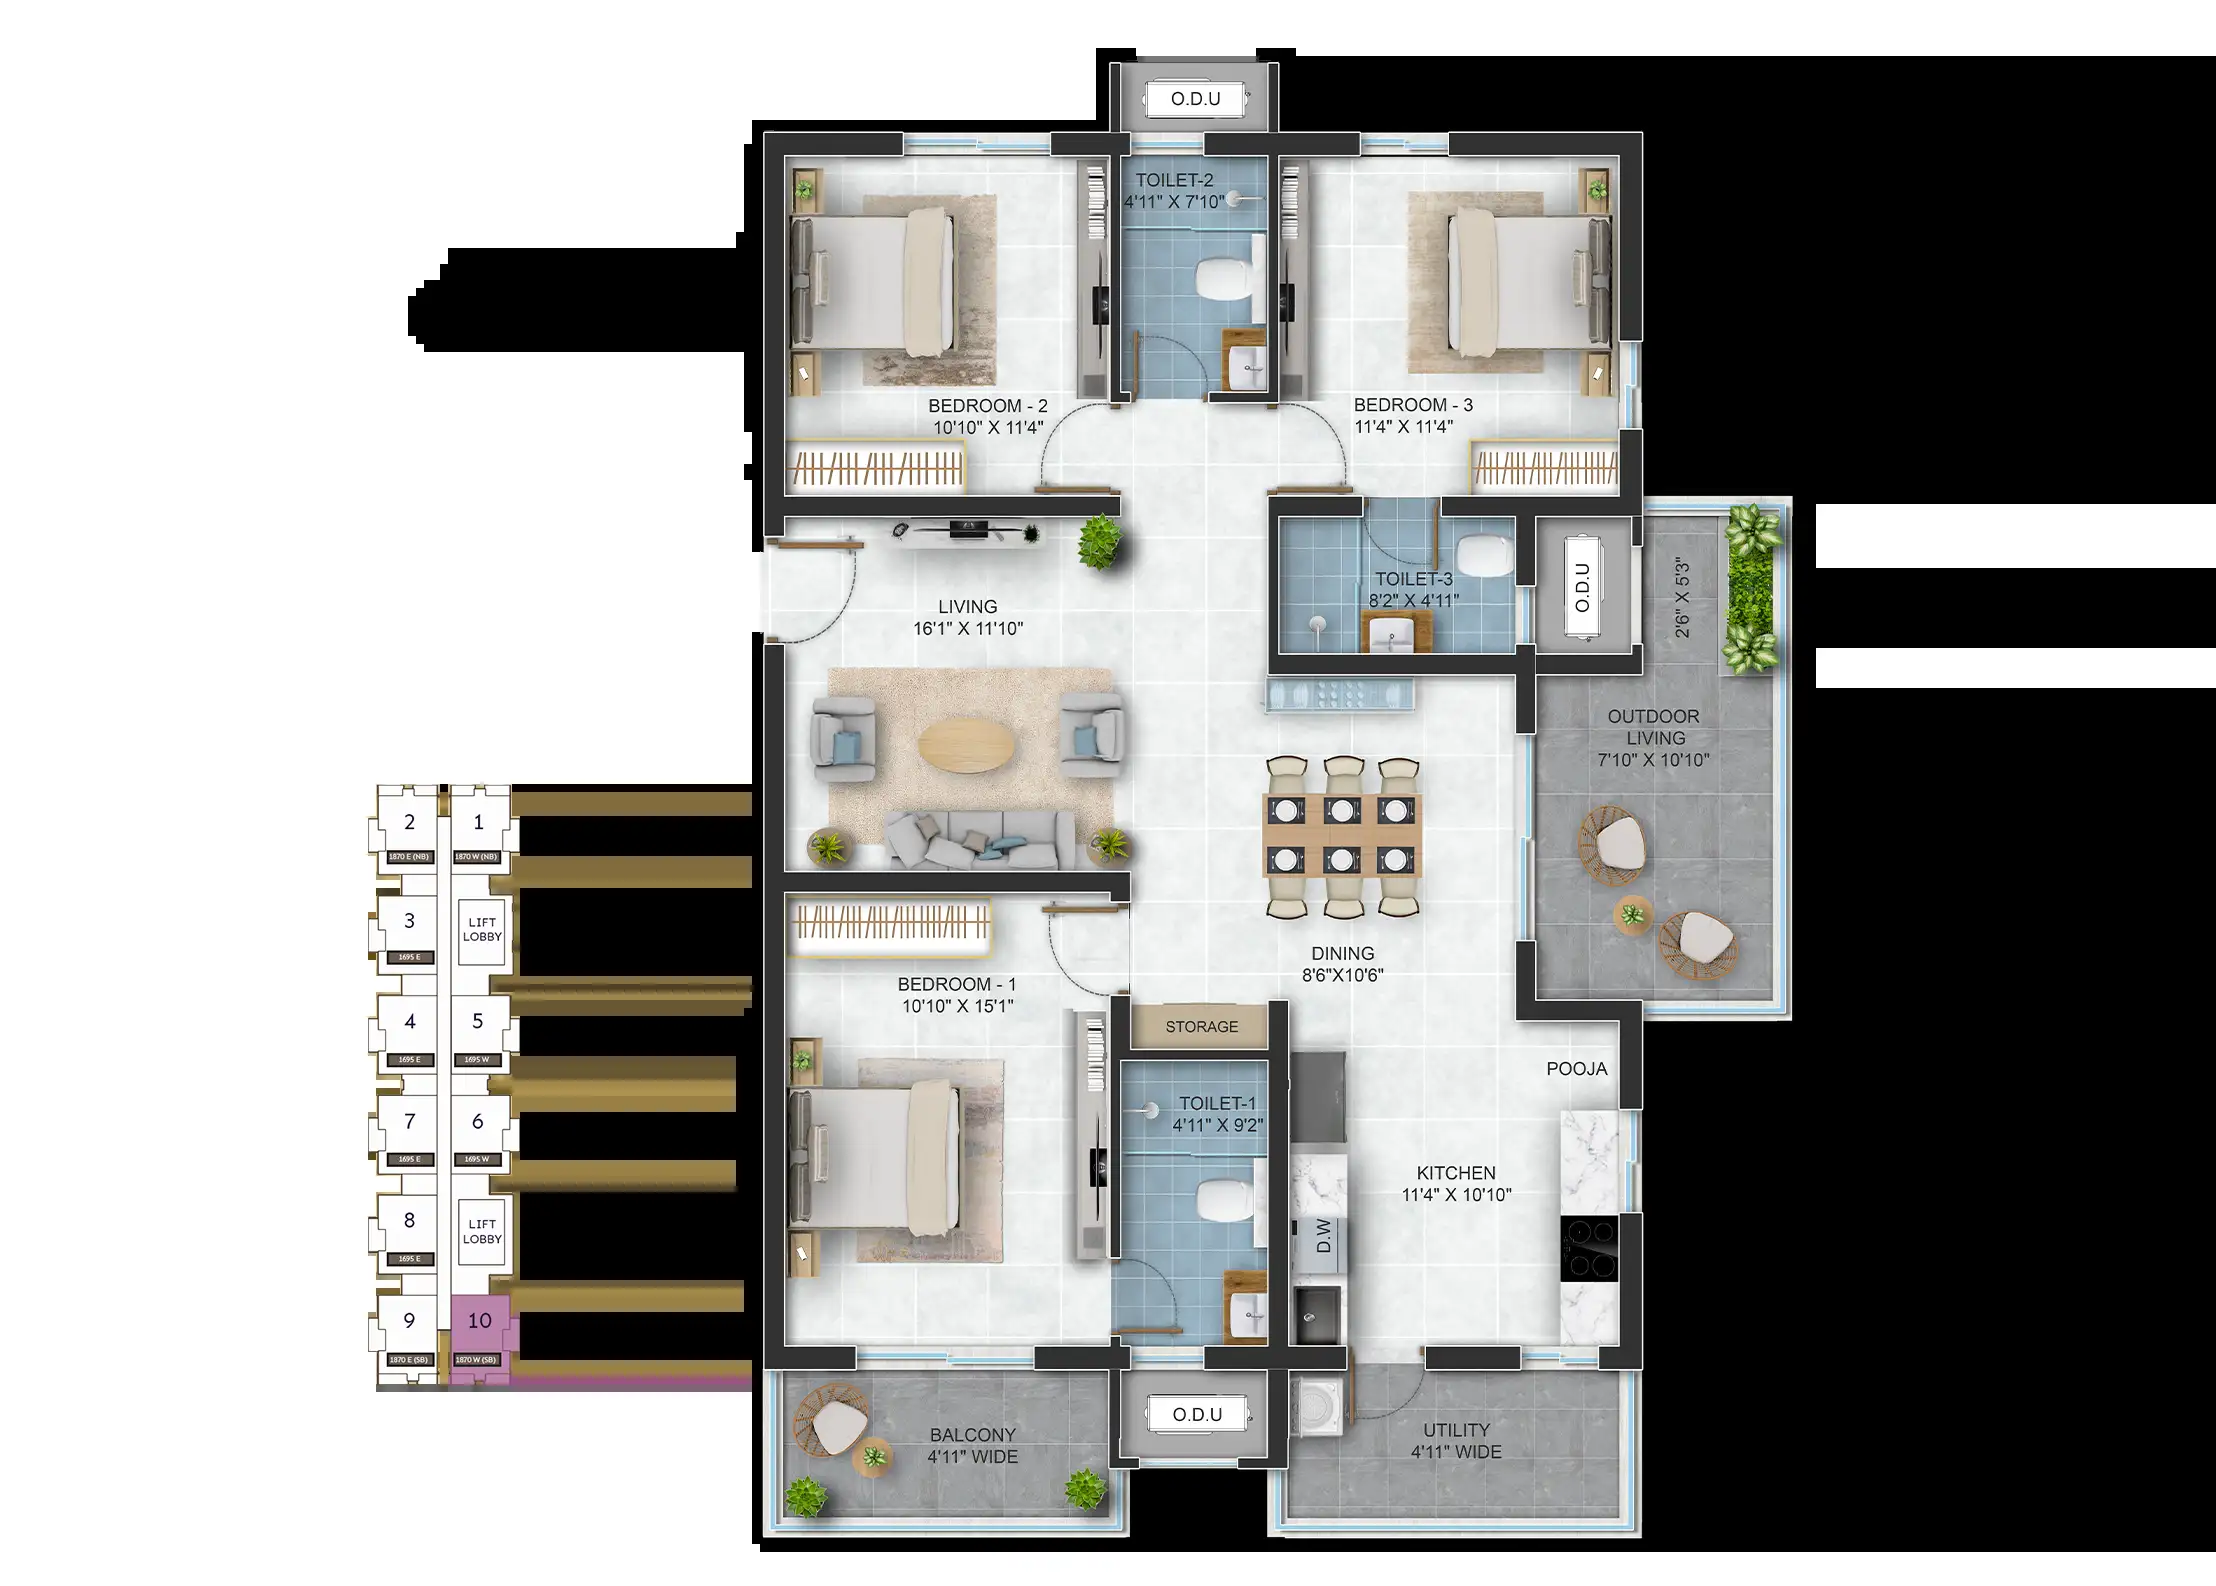 O.D.U
TOILET-2
4'11" X 7'10"
BEDROOM - 2
10'10" X 11'4"
BEDROOM - 3
11'4" X 11'4"
LIVING
16'1" X 11'10"
TOILET-3
8'2" X 4'11"
O.D.U
2'6" X 5'3"
OUTDOOR
LIVING
7'10" X 10'10"
DINING
8'6"X10'6"
BEDROOM - 1
10'10" X 15'1"
STORAGE
POOJA
TOILET-1
4'11" X 9'2"
KITCHEN
11'4" X 10'10"
D.W
O.D.U
BALCONY
4'11" WIDE
UTILITY
4'11" WIDE
2
1870 E (NB)
1
1870 W (NB)
3
1695 E
LIFT
LOBBY
4
1695 E
5
1695 W
7
1695 E
6
1695 W
8
1695 E
LIFT
LOBBY
9
1870 E (SB)
10
1870 W (SB)